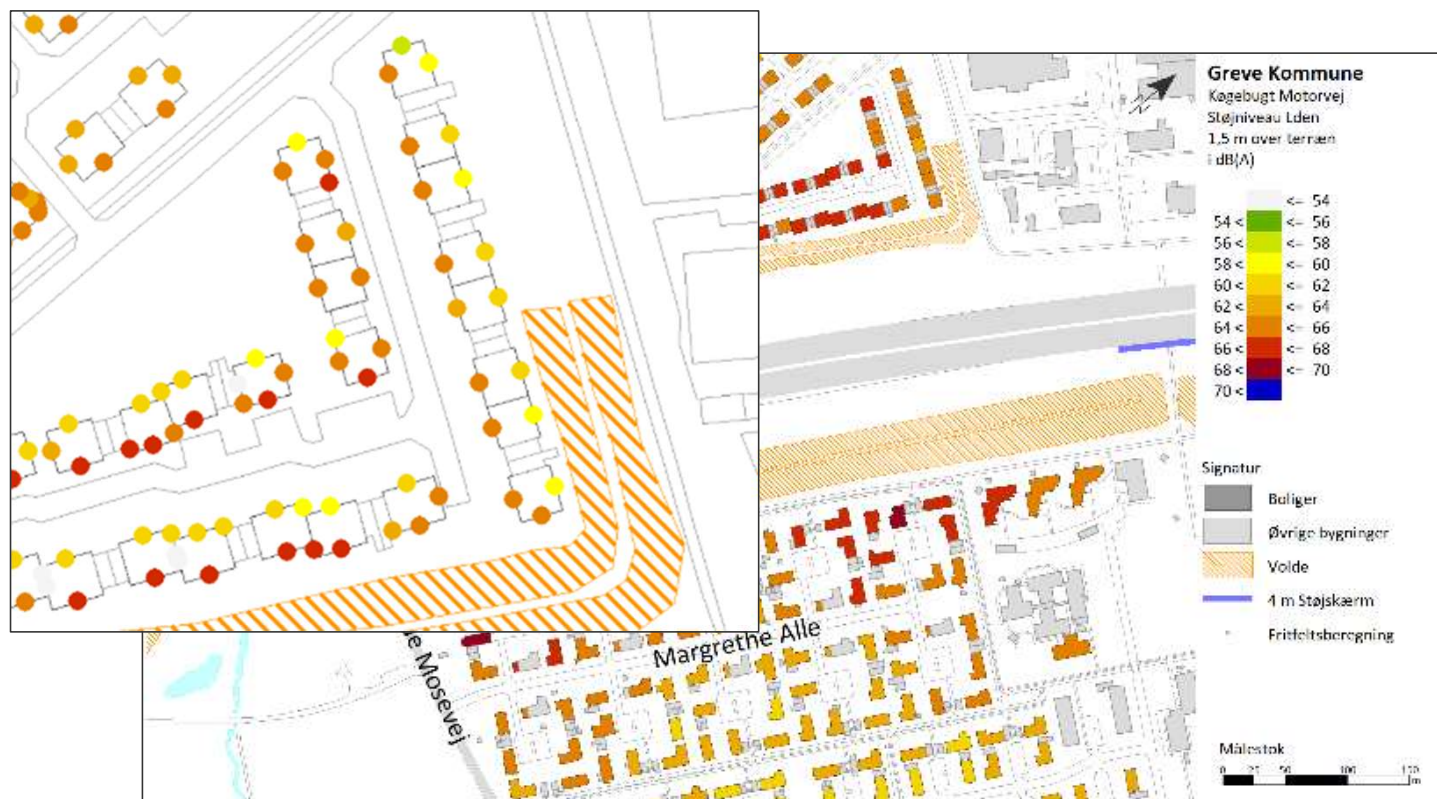 Greve Kommune
Køgebugt Motorvej
Støjniveau Lden
1,5 m over terræn
i dB(A)
<= 54
54 < <= 56
56 < <= 58
58 < <= 60
60 < <= 62
62 < <= 64
64 < <= 66
66 < <= 68
68 < <= 70
70 <
Signatur
Boliger
Øvrige bygninger
Volde
4 m Støjskærm
Fritfeltsberegning
Margrethe Alle
Mosevej
Målestok
0 25 50 100 150
m